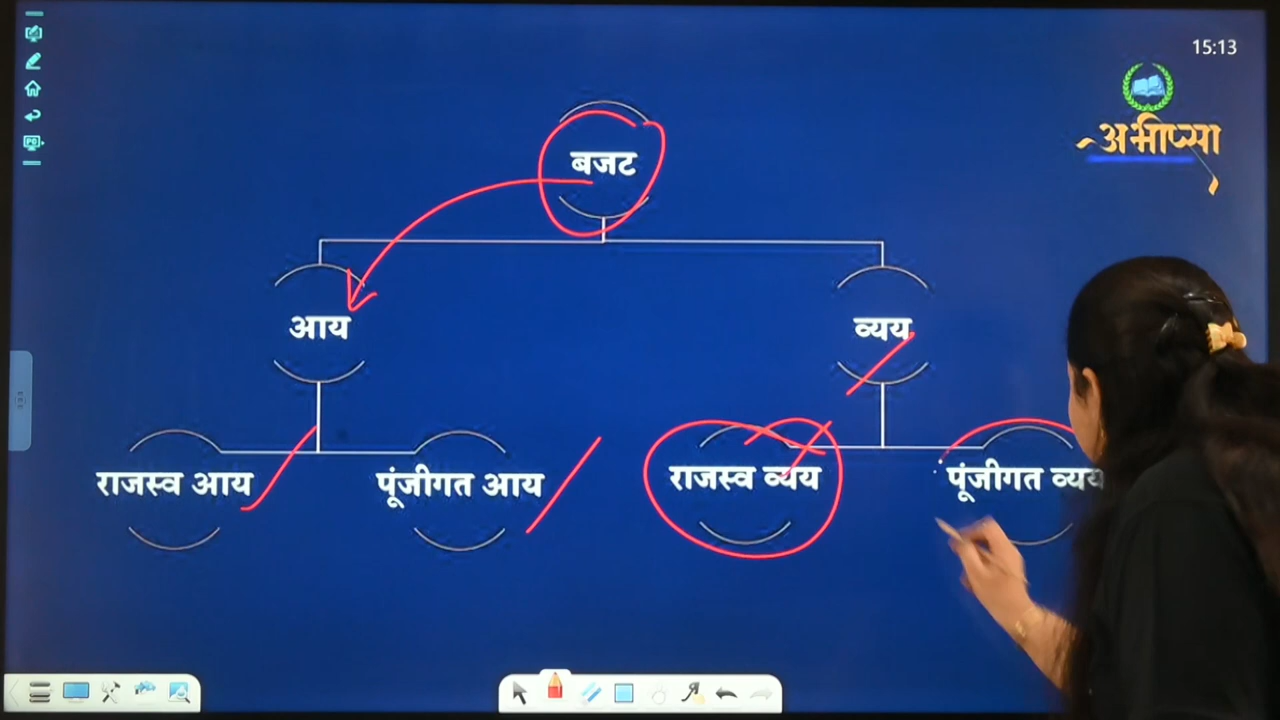 15:13
अभीप्सा
बजट
आय
व्यय
राजस्व आय
पूंजीगत आय
राजस्व व्यय
पूंजीगत व्यय